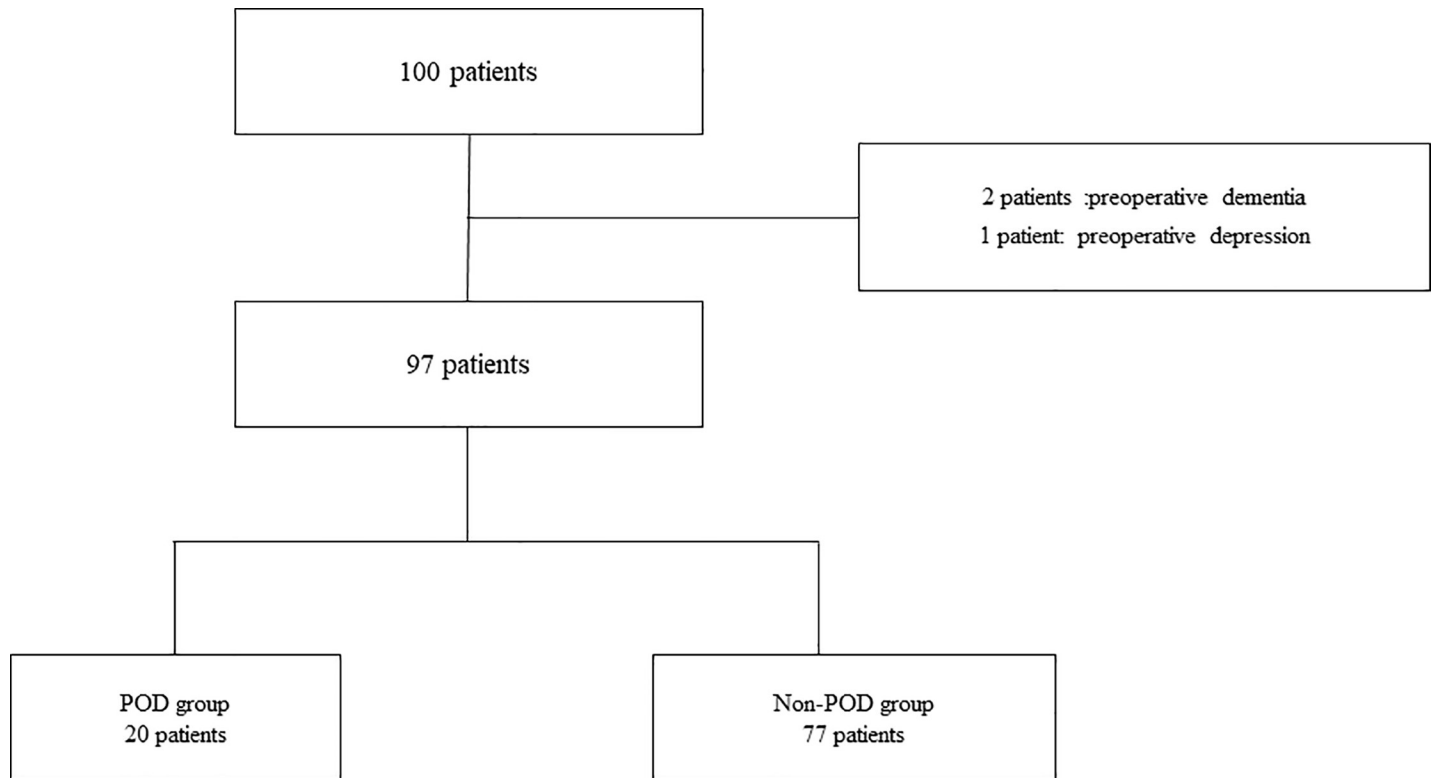 100 patients
2 patients :preoperative dementia
1 patient: preoperative depression
97 patients
POD group
20 patients
Non-POD group
77 patients